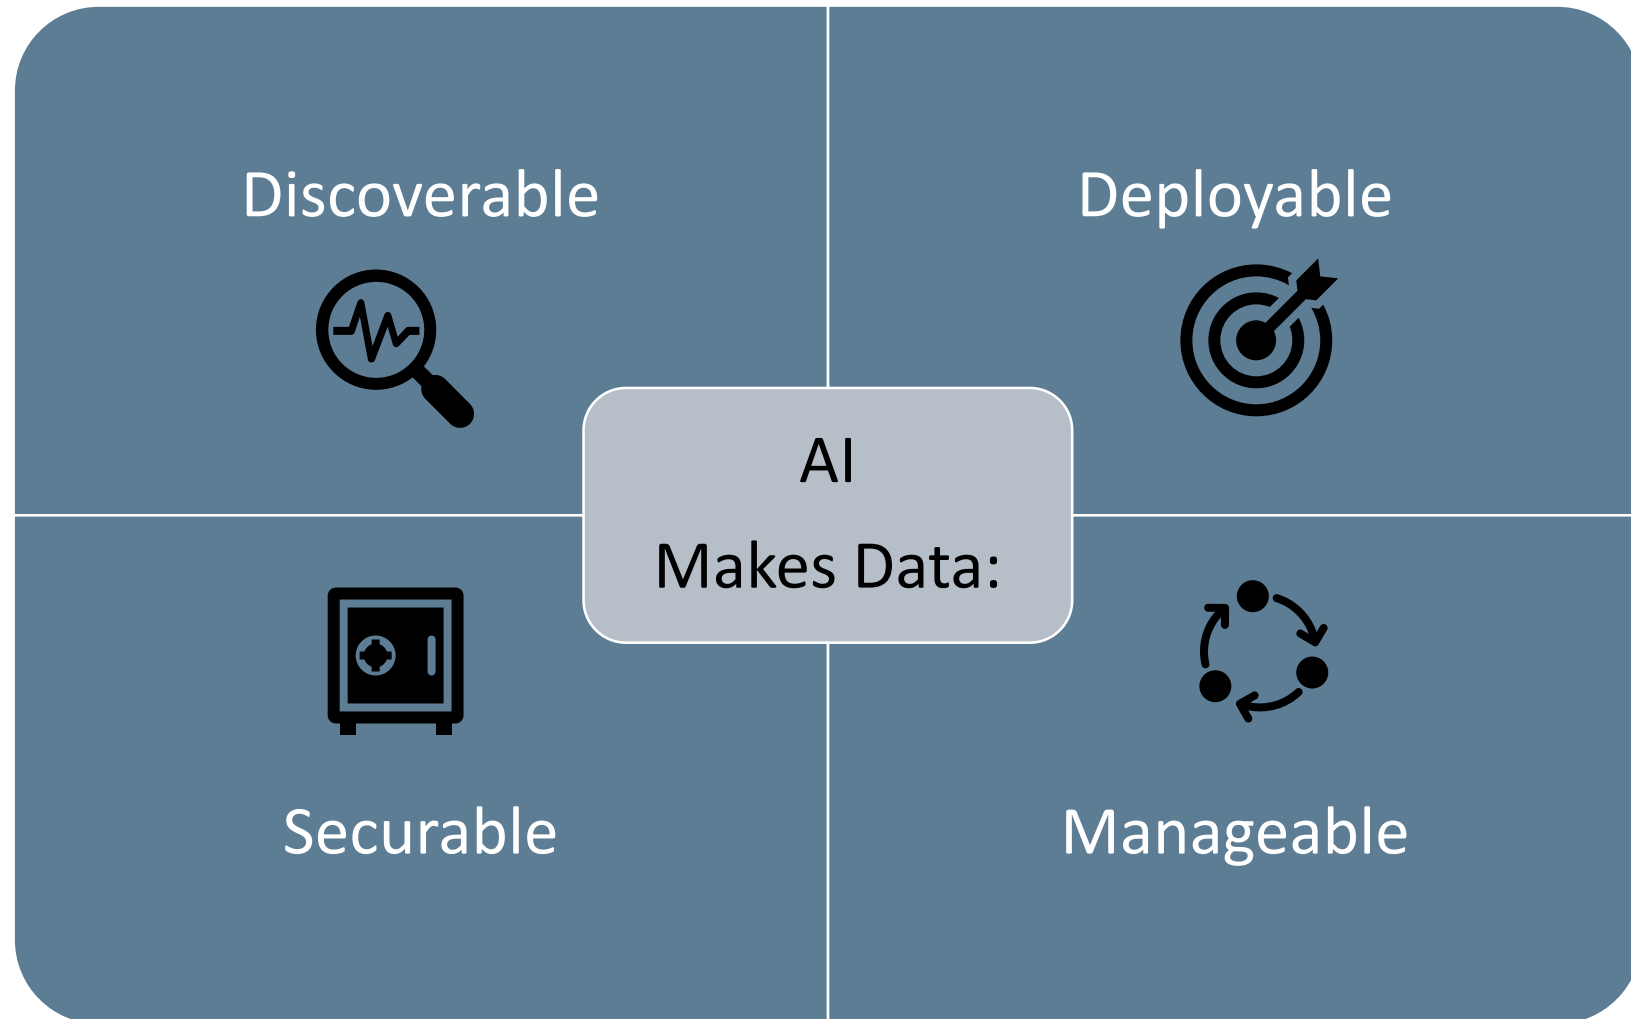 Discoverable
Deployable
AI
Makes Data:
Securable
Manageable